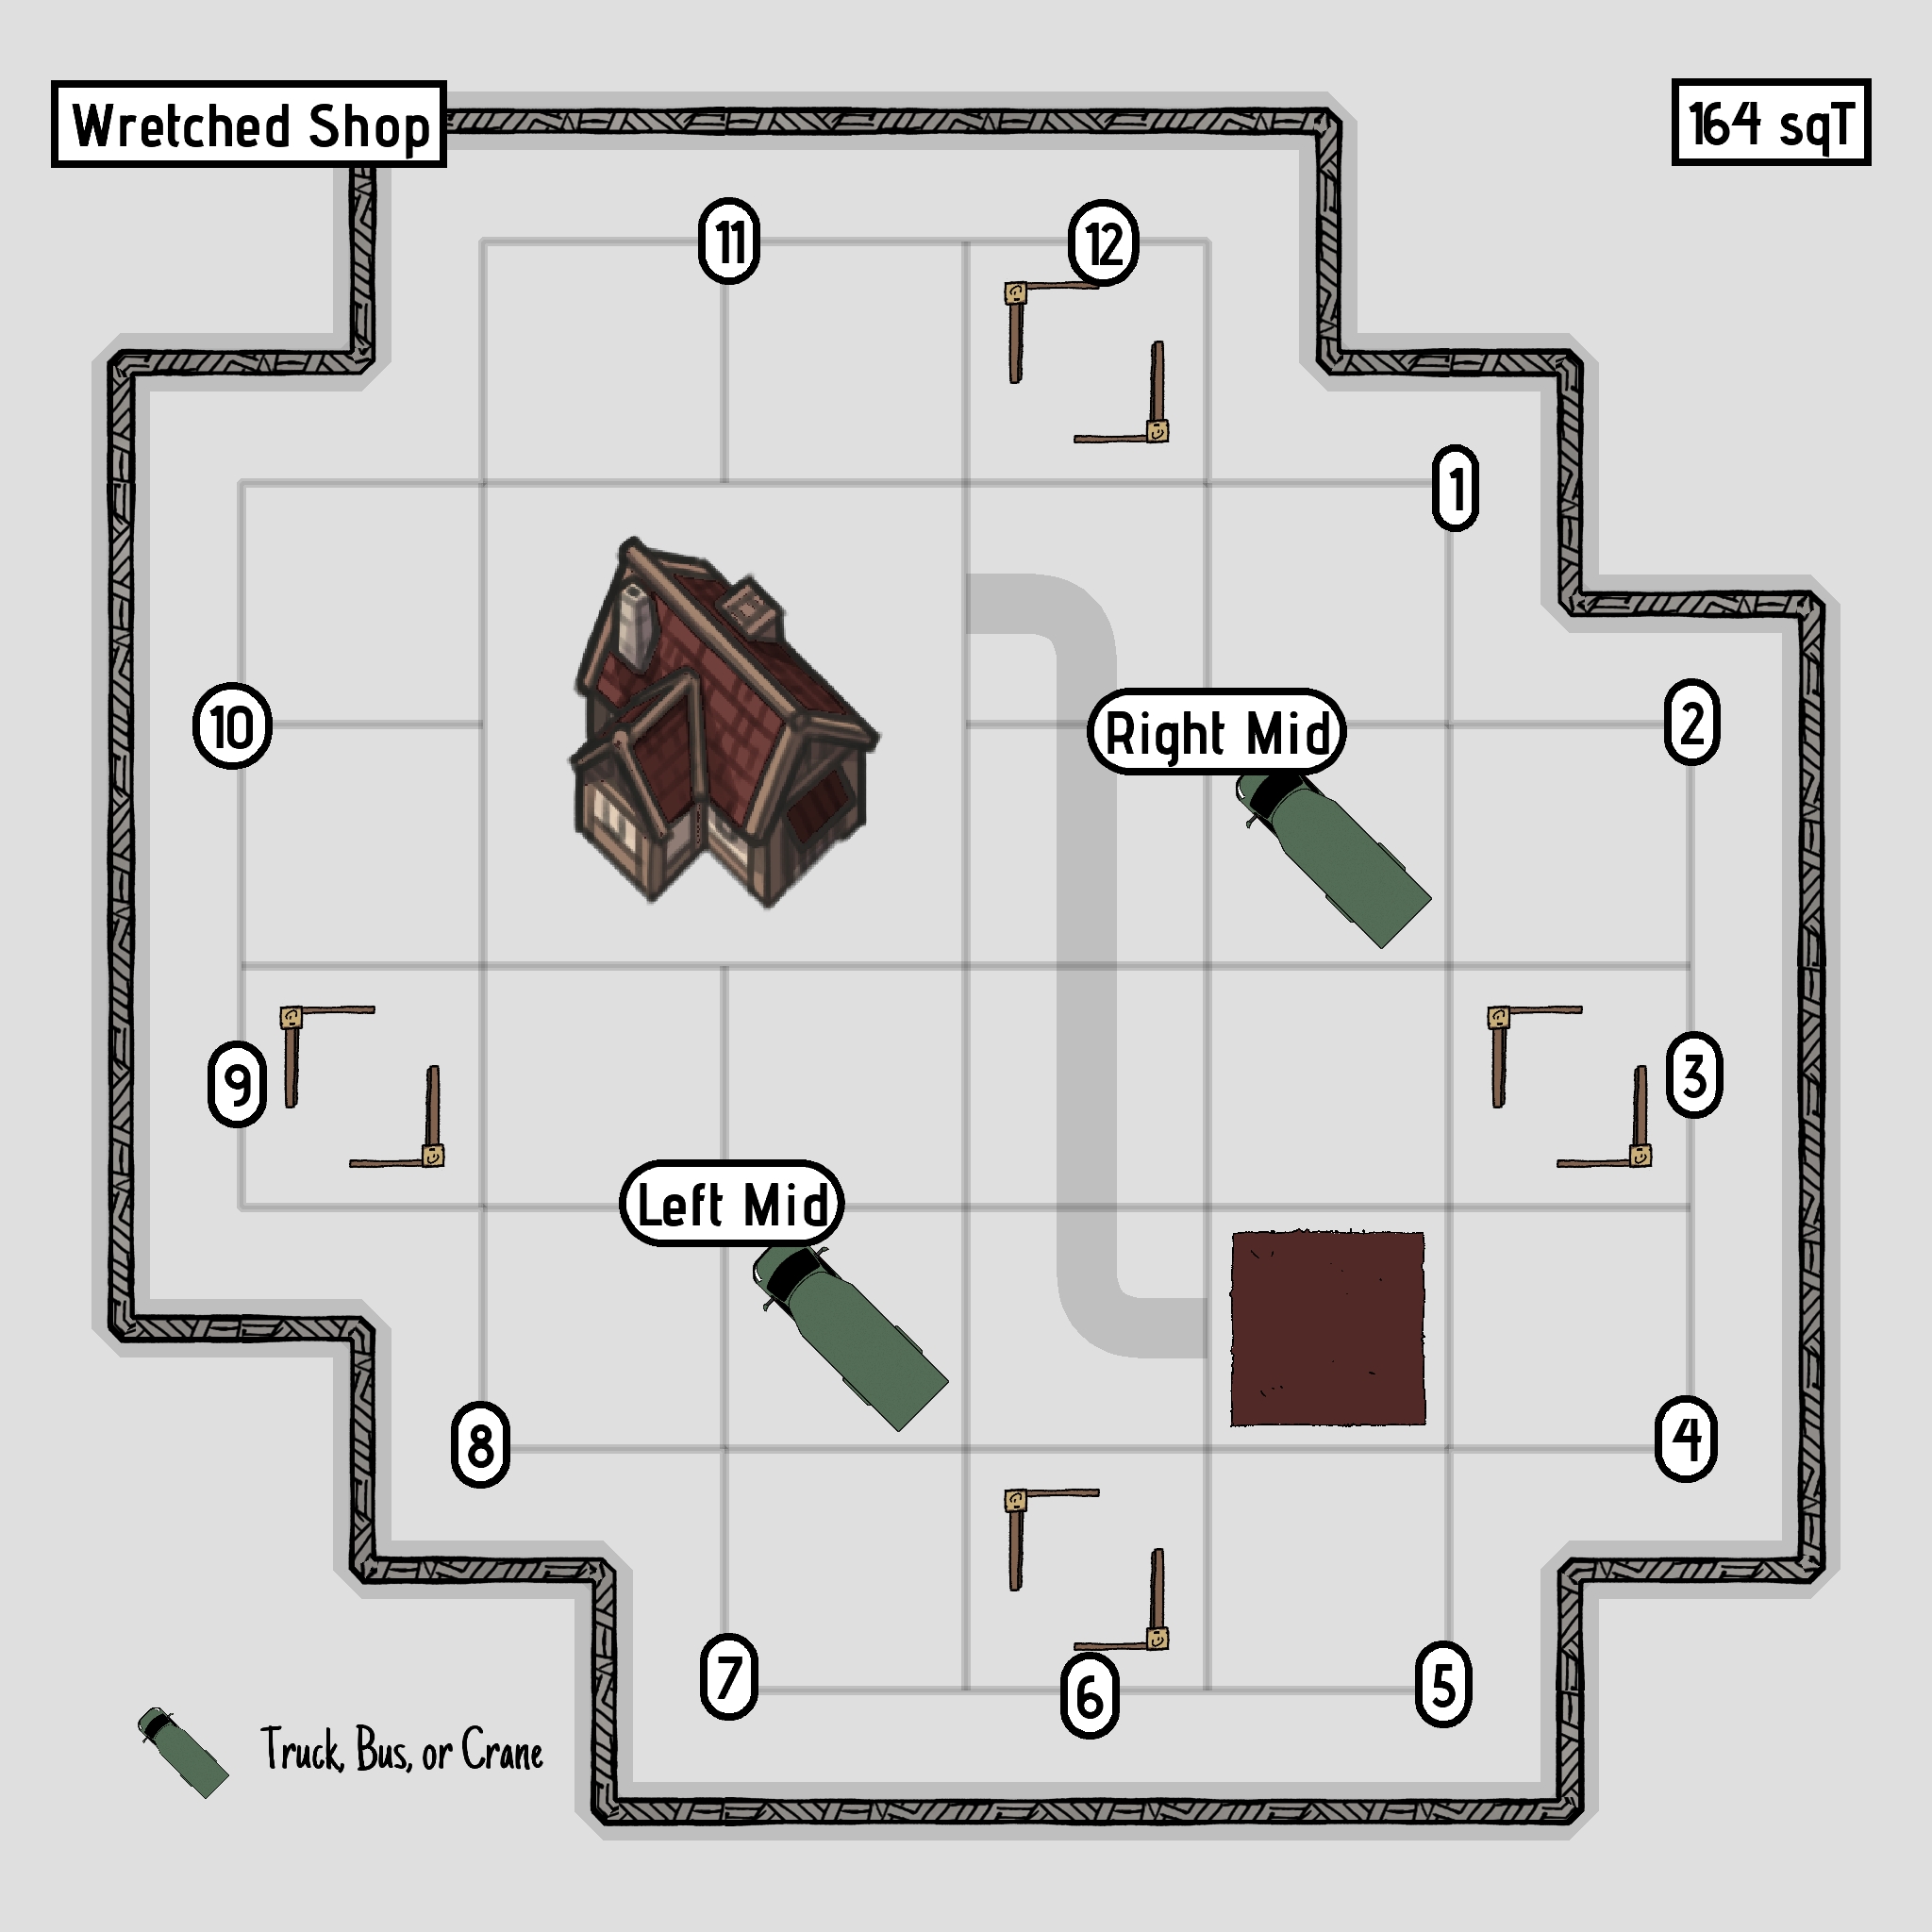 Wretched Shop
164 sqT
11
12
1
10
Right Mid
2
9
3
Left Mid
8
4
7
6
5
Truck, Bus, or Crane